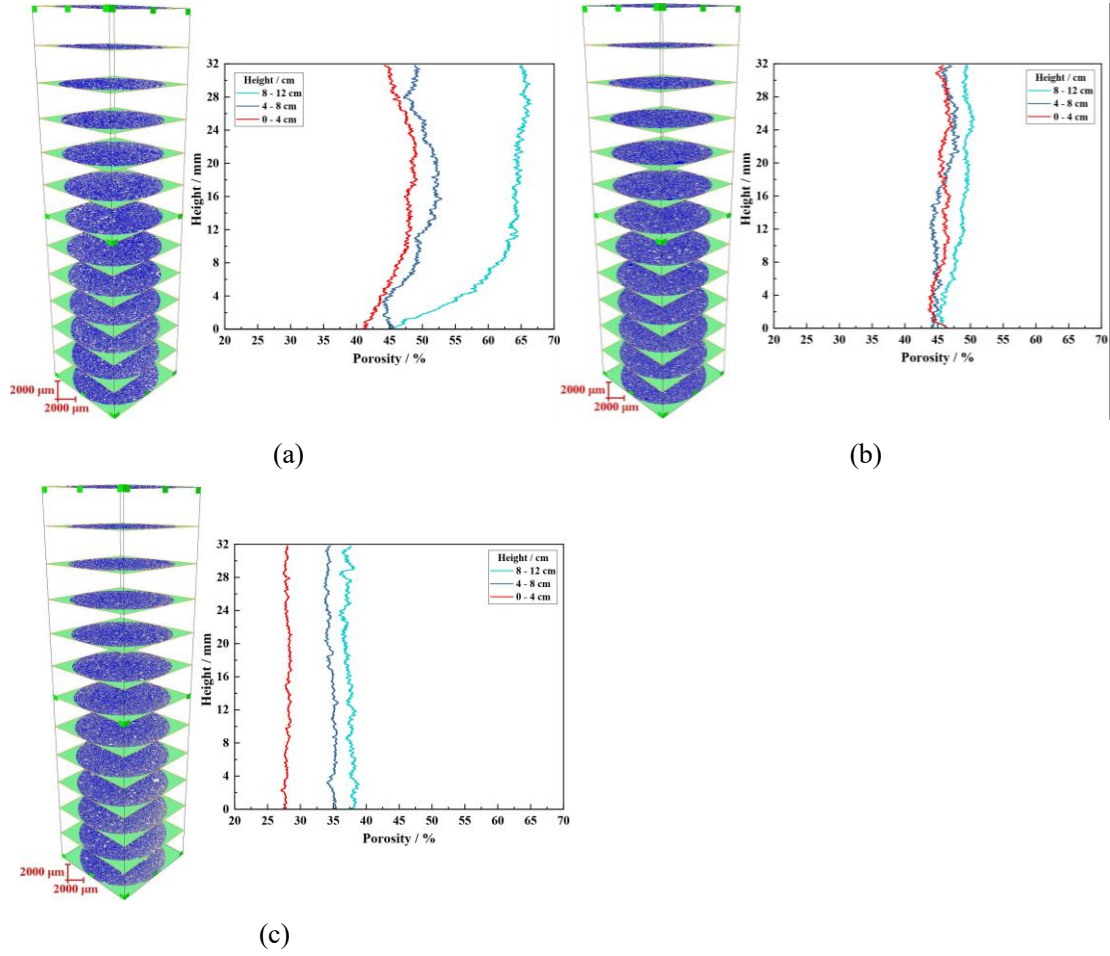 Height / cm
8 - 12 cm
4 - 8 cm
0 - 4 cm
Height / mm
32
28
24
20
16
12
8
4
0
20 25 30 35 40 45 50 55 60 65 70
Porosity / %
2000 μm
2000 μm
(a)
Height / cm
8 - 12 cm
4 - 8 cm
0 - 4 cm
Height / mm
32
28
24
20
16
12
8
4
0
20 25 30 35 40 45 50 55 60 65 70
Porosity / %
2000 μm
2000 μm
(b)
Height / cm
8 - 12 cm
4 - 8 cm
0 - 4 cm
Height / mm
32
28
24
20
16
12
8
4
0
20 25 30 35 40 45 50 55 60 65 70
Porosity / %
2000 μm
2000 μm
(c)